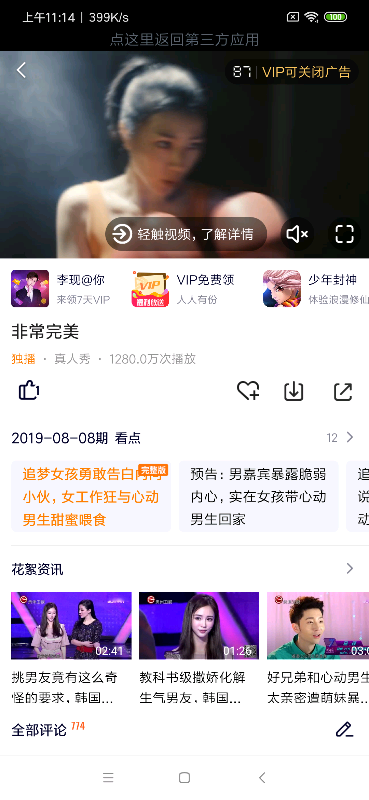 上午11:14 | 399K/s
100
点这里返回第三方应用
87 | VIP可关闭广告
轻触视频，了解详情
李现@你
来领7天VIP
VIP
福利放送
VIP免费领
人人有份
少年封神
体验浪漫修仙
非常完美
独播 · 真人秀 · 1280.0万次播放
1
2019-08-08期 看点
12
完整版
追梦女孩勇敢告白内向
小伙，女工作狂与心动
男生甜蜜喂食
预告：男嘉宾暴露脆弱
内心，实在女孩带心动
男生回家
追
说
动
花絮资讯
02:41
01:26
03:0
挑男友竟有这么奇
怪的要求，韩国...
教科书级撒娇化解
生气男友，韩国...
好兄弟和心动男生
太亲密遭萌妹暴...
全部评论 774